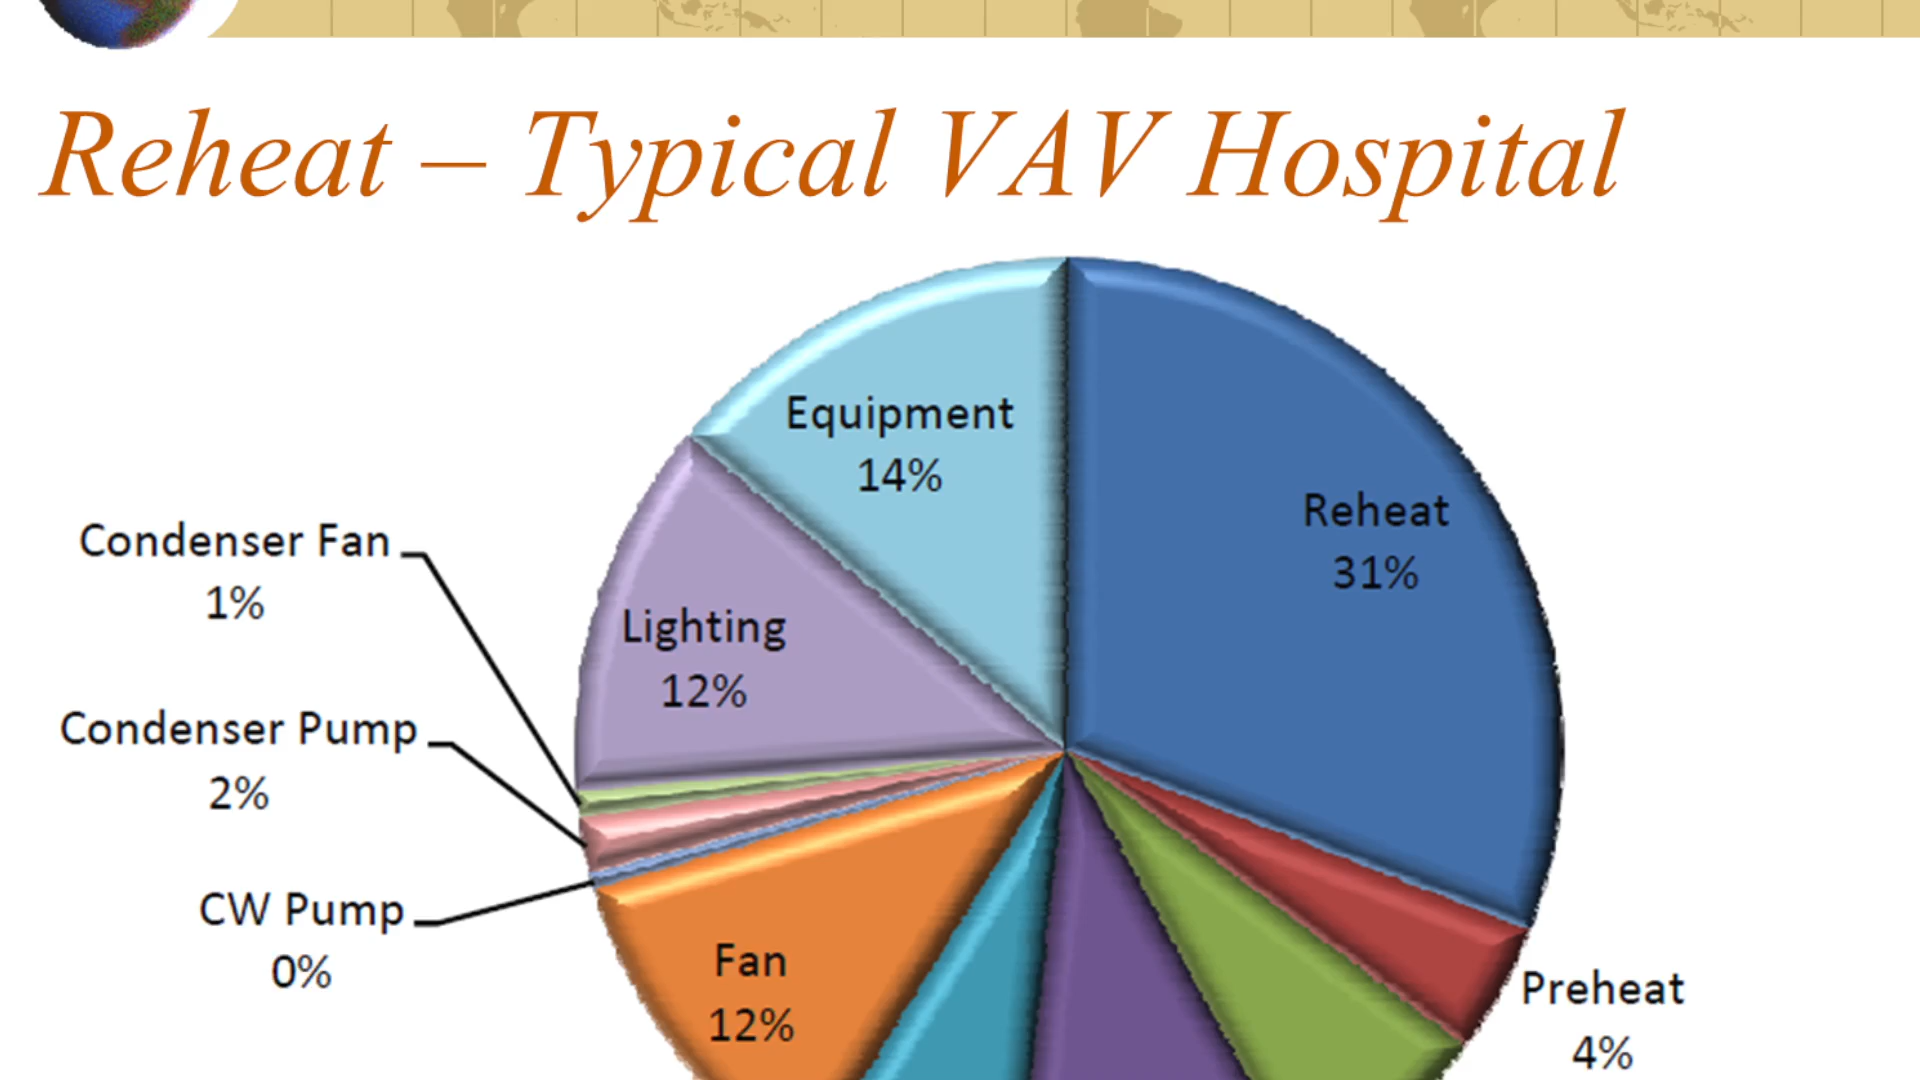 Reheat – Typical VAV Hospital
Equipment
14%
Reheat
31%
Condenser Fan
1%
Lighting
12%
Condenser Pump
2%
CW Pump
0%
Fan
12%
Preheat
4%